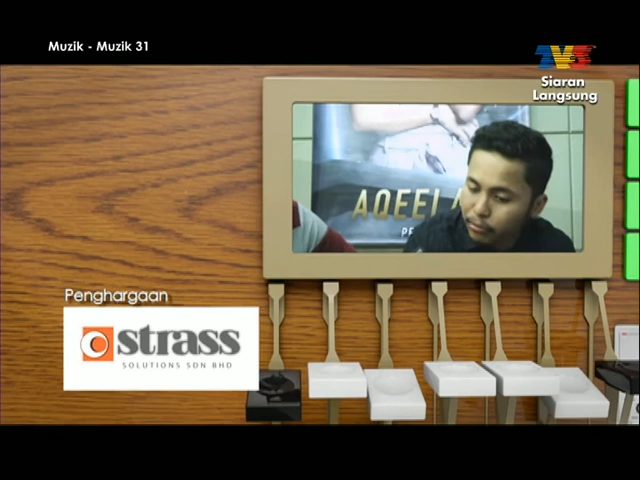 Muzik - Muzik 31
TV3
Siaran
Langsung
AQEEL
Penghargaan
strass
SOLUTIONS SDN BHD